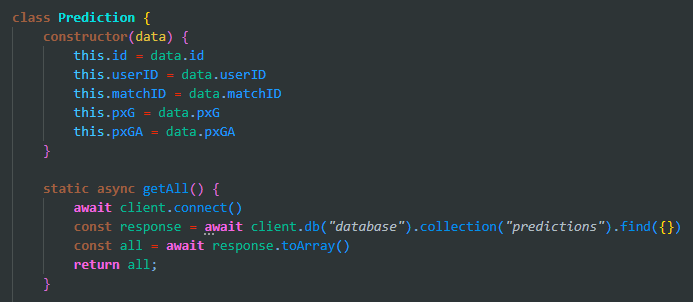 class Prediction {
    constructor(data) {
        this.id = data.id
        this.userID = data.userID
        this.matchID = data.matchID
        this.pxG = data.pxG
        this.pxGA = data.pxGA
    }

    static async getAll() {
        await client.connect()
        const response = await client.db("database").collection("predictions").find({})
        const all = await response.toArray()
        return all;
    }